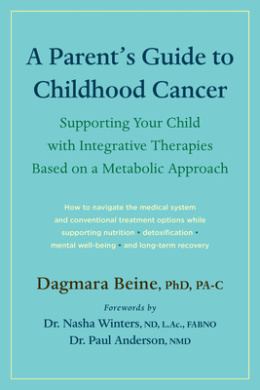 A Parent's Guide to
Childhood Cancer
Supporting Your Child
with Integrative Therapies
Based on a Metabolic Approach
How to navigate the medical system
and conventional treatment options while
supporting nutrition • detoxification •
mental well-being • and long-term recovery
Dagmara Beine, PhD, PA-C
Forewords by
Dr. Nasha Winters, ND, L.Ac., FABNO
Dr. Paul Anderson, NMD